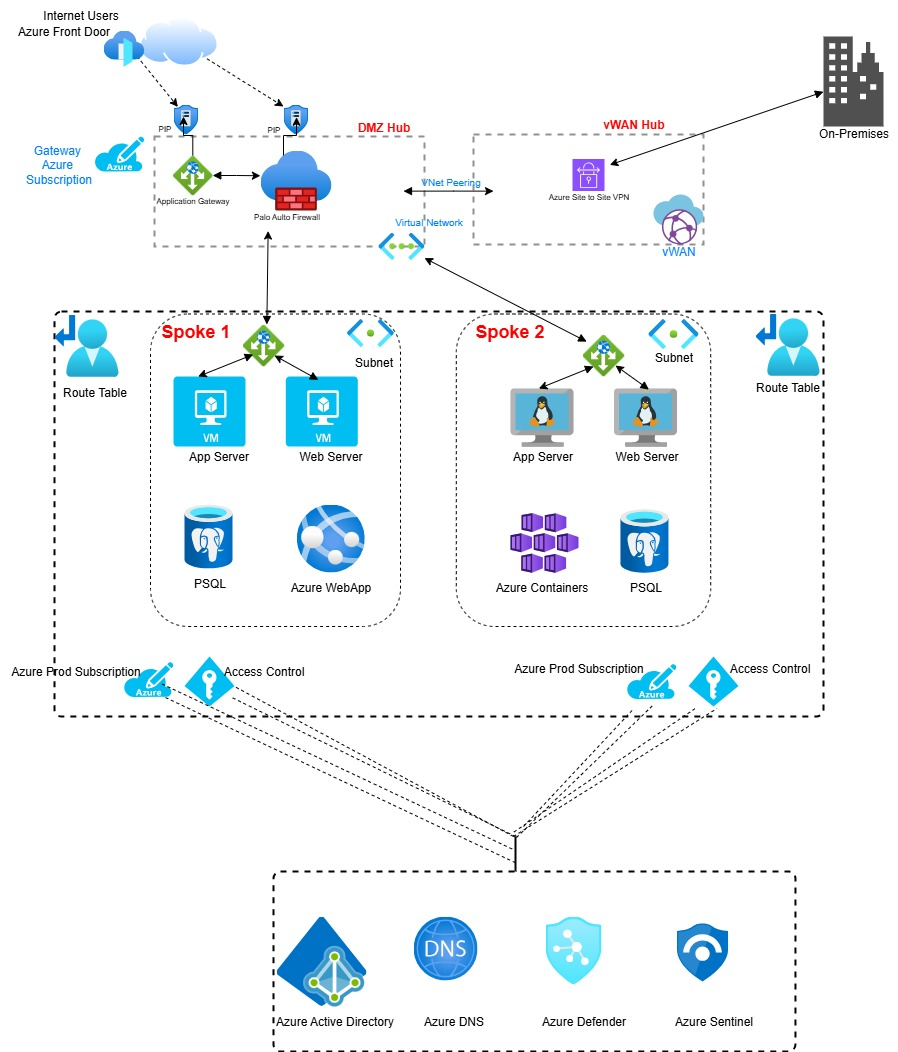 Internet Users
Azure Front Door
On-Premises
PIP
PIP
DMZ Hub
vWAN Hub
Gateway
Azure
Subscription
Azure
Application Gateway
Palo Auto Firewall
VNet Peering
Azure Site to Site VPN
Virtual Network
vWAN
Spoke 1
Subnet
Spoke 2
Subnet
Route Table
Route Table
VM
VM
App Server
Web Server
App Server
Web Server
PSQL
Azure WebApp
Azure Containers
PSQL
Azure Prod Subscription
Azure
Access Control
Azure Prod Subscription
Azure
Access Control
DNS
Azure Active Directory
Azure DNS
Azure Defender
Azure Sentinel